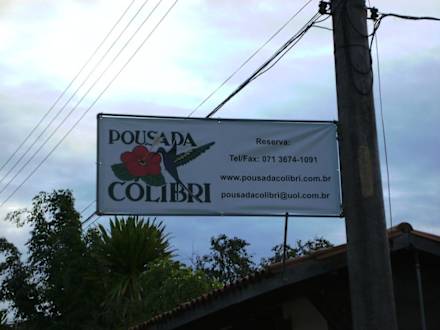 POUSADA
COLIBRI
Reserva:
Tel/Fax: 071 3674-1091
www.pousadacolibri.com.br
pousadacolibri@uol.com.br